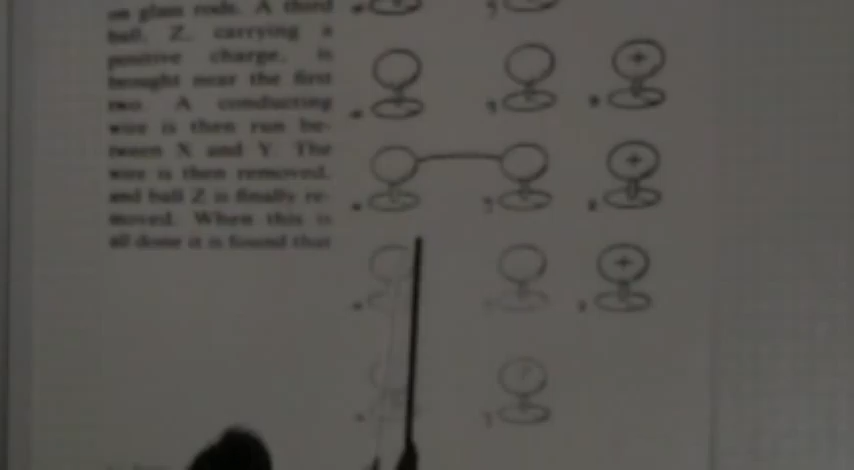 on glass rods. A third
ball, Z, carrying a
positive charge, is
brought near the first
two. A conducting
wire is then run be-
tween X and Y. The
wire is then removed,
and ball Z is finally re-
moved. When this is
all done it is found that
+
+
+